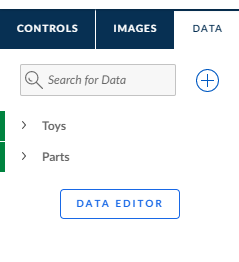 CONTROLS IMAGES DATA
Search for Data
Toys
Parts
DATA EDITOR